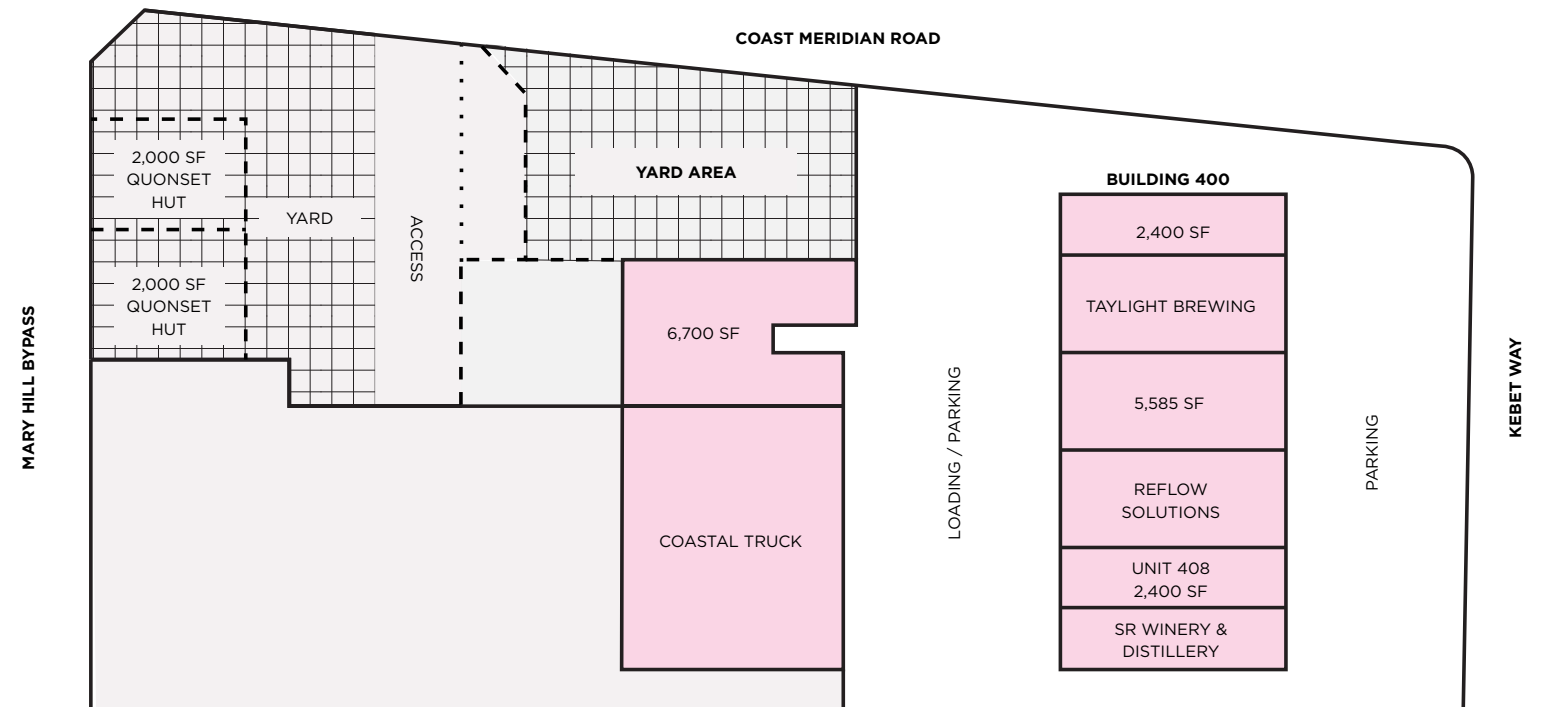 COAST MERIDIAN ROAD
2,000 SF
QUONSET
HUT
YARD
ACCESS
YARD AREA
2,000 SF
QUONSET
HUT
MARY HILL BYPASS
6,700 SF
COASTAL TRUCK
LOADING / PARKING
BUILDING 400
2,400 SF
TAYLIGHT BREWING
5,585 SF
REFLOW
SOLUTIONS
UNIT 408
2,400 SF
SR WINERY &
DISTILLERY
PARKING
KEBET WAY